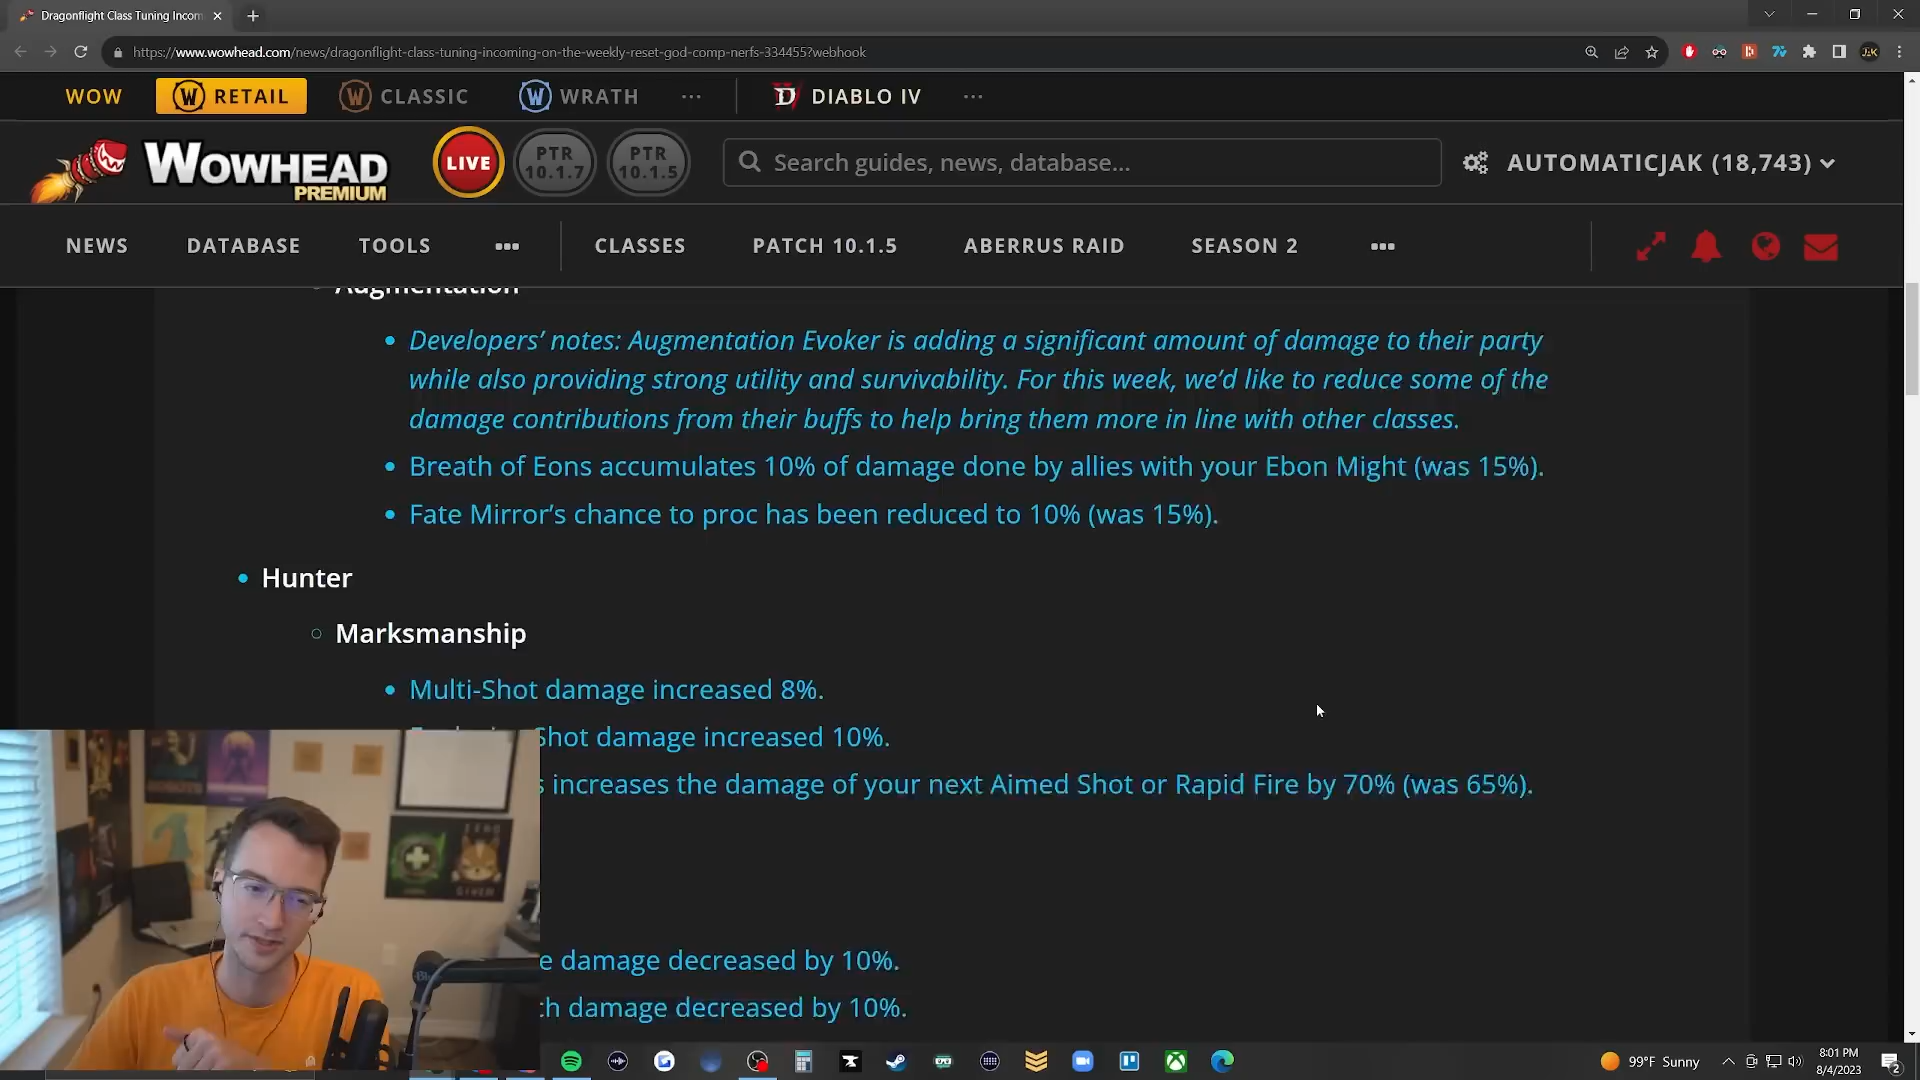 Dragonflight Class Tuning Incom
https://www.wowhead.com/news/dragonflight-class-tuning-incoming-on-the-weekly-reset-god-comp-nerfs-334455?webhook
WOW RETAIL CLASSIC WRATH ... DIABLO IV ...
WOWHEAD PREMIUM
LIVE
PTR 10.1.7
PTR 10.1.5
Search guides, news, database...
AUTOMATICJAK (18,743)
NEWS DATABASE TOOLS ... CLASSES PATCH 10.1.5 ABERRUS RAID SEASON 2 ...
Augmentation
Developers’ notes: Augmentation Evoker is adding a significant amount of damage to their party
while also providing strong utility and survivability. For this week, we’d like to reduce some of the
damage contributions from their buffs to help bring them more in line with other classes.
Breath of Eons accumulates 10% of damage done by allies with your Ebon Might (was 15%).
Fate Mirror’s chance to proc has been reduced to 10% (was 15%).
Hunter
Marksmanship
Multi-Shot damage increased 8%.
Shot damage increased 10%.
s increases the damage of your next Aimed Shot or Rapid Fire by 70% (was 65%).
e damage decreased by 10%.
ch damage decreased by 10%.
99°F Sunny
8:01 PM
8/4/2023